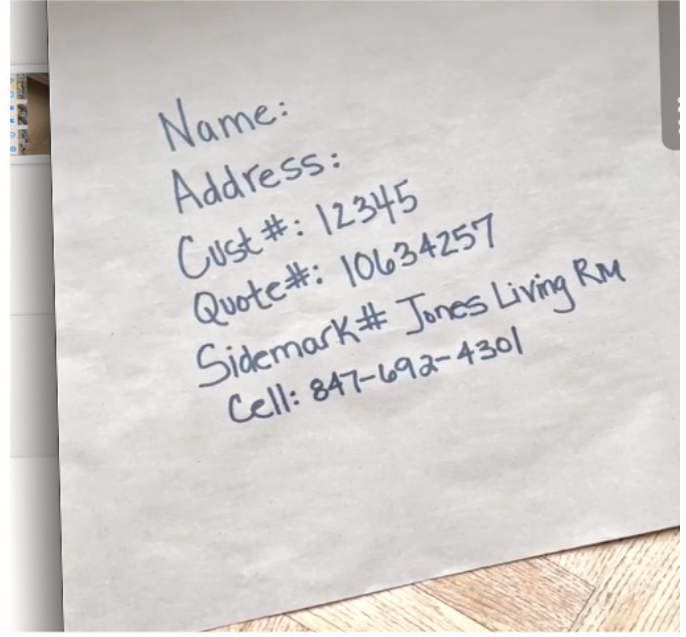 Name:
Address:
Cust#: 12345
Quote#: 10634257
Sidemark# Jones Living RM
Cell: 847-692-4301